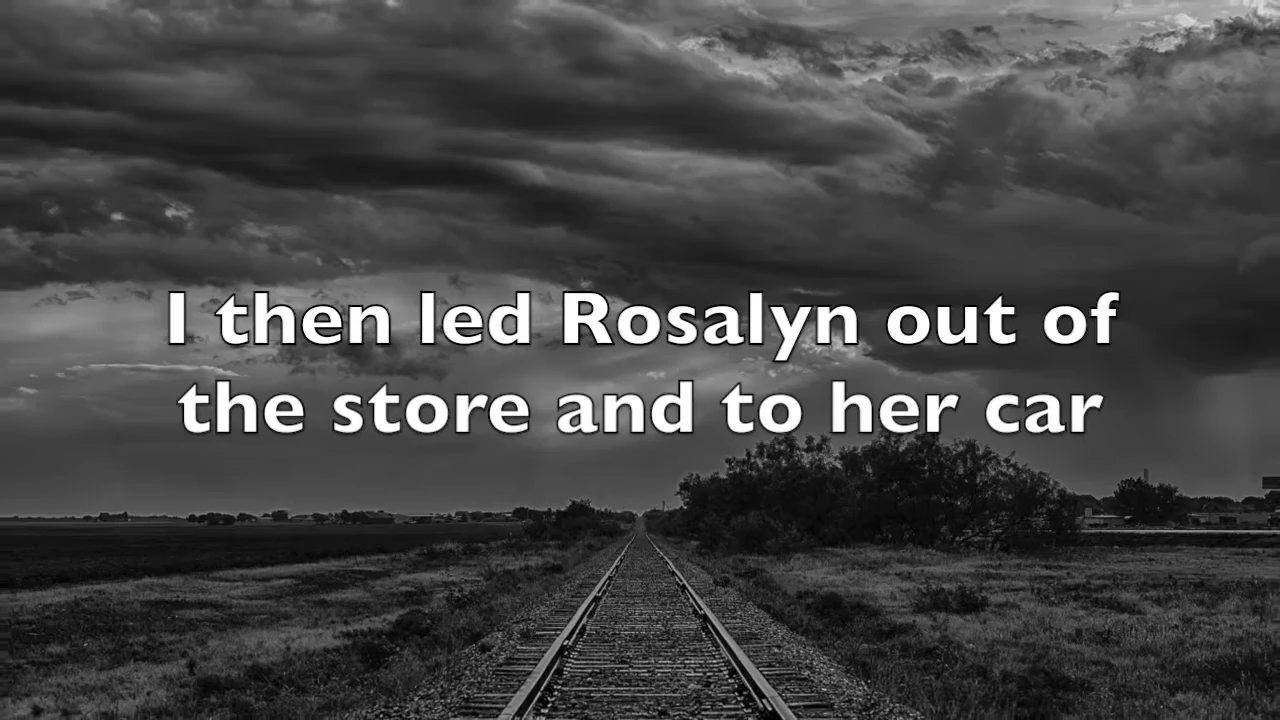 I then led Rosalyn out of
the store and to her car